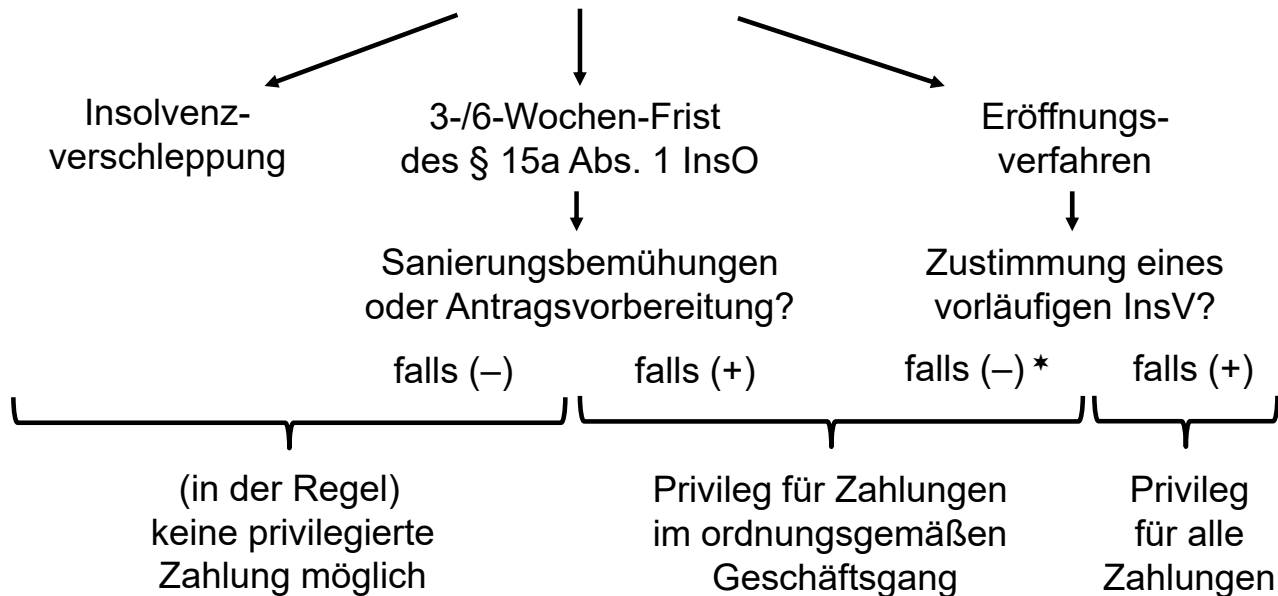 Insolvenz-
verschleppung
3-/6-Wochen-Frist
des § 15a Abs. 1 InsO
Eröffnungs-
verfahren
Sanierungsbemühungen
oder Antragsvorbereitung?
Zustimmung eines
vorläufigen InsV?
falls (–)
falls (+)
falls (–) *
falls (+)
(in der Regel)
keine privilegierte
Zahlung möglich
Privileg für Zahlungen
im ordnungsgemäßen
Geschäftsgang
Privileg
für alle
Zahlungen